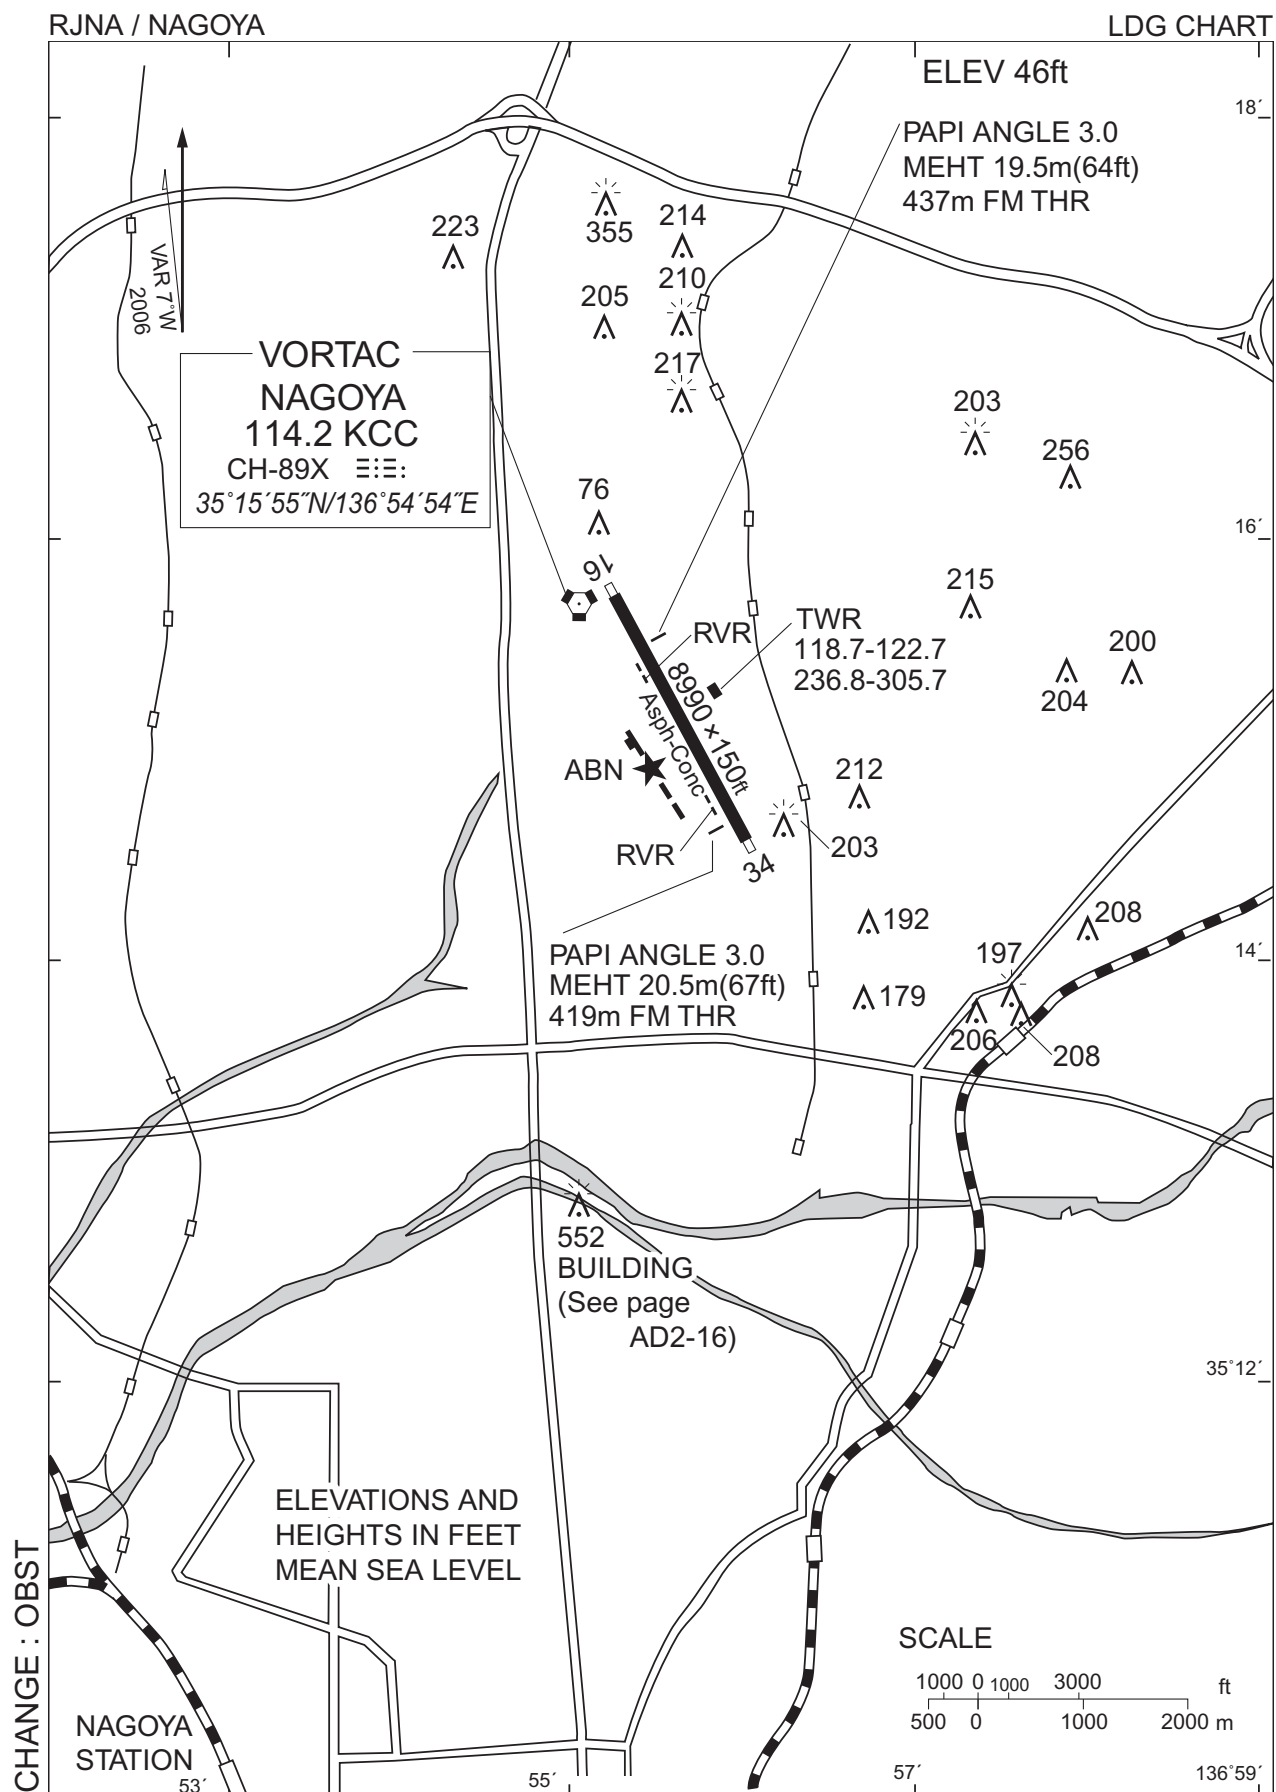 RJNA / NAGOYA
LDG CHART
ELEV 46ft
18´
PAPI ANGLE 3.0
MEHT 19.5m(64ft)
437m FM THR
355
214
223
VAR 7˚W
2006
210
205
217
VORTAC
NAGOYA
114.2 KCC
CH-89X
35˚15´55˝N/136˚54´54˝E
203
256
76
16´
16
215
RVR
TWR
118.7-122.7
236.8-305.7
200
204
8990×150ft
Asph-Conc
ABN
212
203
RVR
34
192
208
PAPI ANGLE 3.0
MEHT 20.5m(67ft)
419m FM THR
197
14´
179
206
208
552
BUILDING
(See page
AD2-16)
35˚12´
ELEVATIONS AND
HEIGHTS IN FEET
MEAN SEA LEVEL
CHANGE : OBST
SCALE
1000 0 1000 3000 ft
500 0 1000 2000 m
NAGOYA
STATION
53´
55´
57´
136˚59´